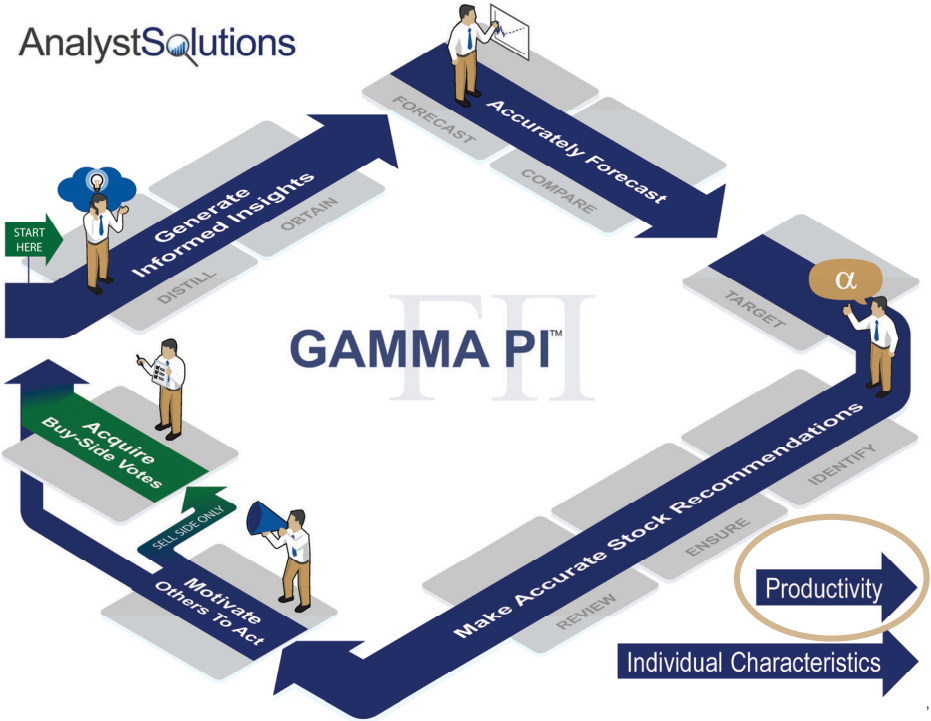 AnalystSolutions
START
HERE
Generate
Informed Insights
DISTILL
OBTAIN
Accurately Forecast
FORECAST
COMPARE
α
TARGET
Make Accurate Stock Recommendations
IDENTIFY
ENSURE
REVIEW
Motivate
Others To Act
SELL SIDE ONLY
Acquire
Buy-Side Votes
ΓΠ
GAMMA PI™
Productivity
Individual Characteristics
,